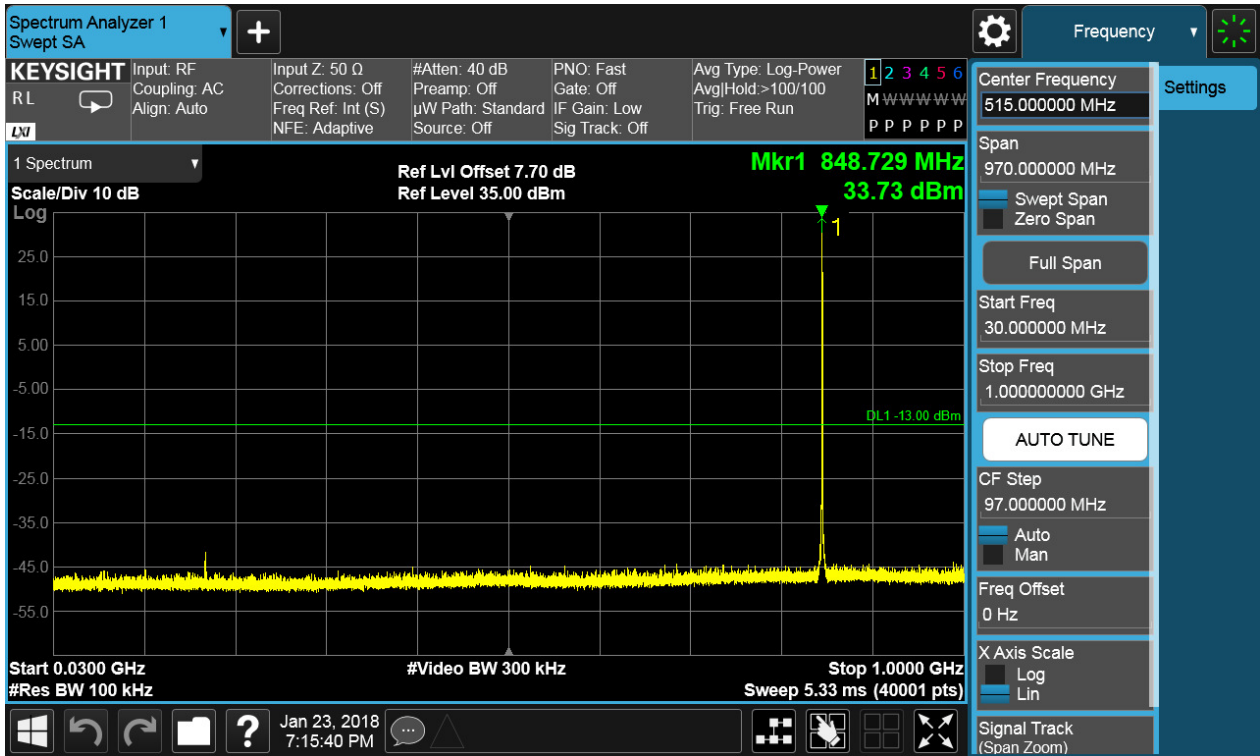 Spectrum Analyzer 1
Swept SA
Frequency
KEYSIGHT
RL
LXI
Input: RF
Coupling: AC
Align: Auto
Input Z: 50 Ω
Corrections: Off
Freq Ref: Int (S)
NFE: Adaptive
#Atten: 40 dB
Preamp: Off
µW Path: Standard
Source: Off
PNO: Fast
Gate: Off
IF Gain: Low
Sig Track: Off
Avg Type: Log-Power
Avg|Hold:>100/100
Trig: Free Run
1 2 3 4 5 6
M W W W W W
P P P P P P
1 Spectrum
Scale/Div 10 dB
Log
Ref Lvl Offset 7.70 dB
Ref Level 35.00 dBm
Mkr1 848.729 MHz
33.73 dBm
1
25.0
15.0
5.00
-5.00
-15.0
-25.0
-35.0
-45.0
-55.0
DL1 -13.00 dBm
Start 0.0300 GHz
#Res BW 100 kHz
#Video BW 300 kHz
Stop 1.0000 GHz
Sweep 5.33 ms (40001 pts)
Center Frequency
515.000000 MHz
Span
970.000000 MHz
Swept Span
Zero Span
Full Span
Start Freq
30.000000 MHz
Stop Freq
1.000000000 GHz
AUTO TUNE
CF Step
97.000000 MHz
Auto
Man
Freq Offset
0 Hz
X Axis Scale
Log
Lin
Signal Track
(Span Zoom)
Settings
?
Jan 23, 2018
7:15:40 PM